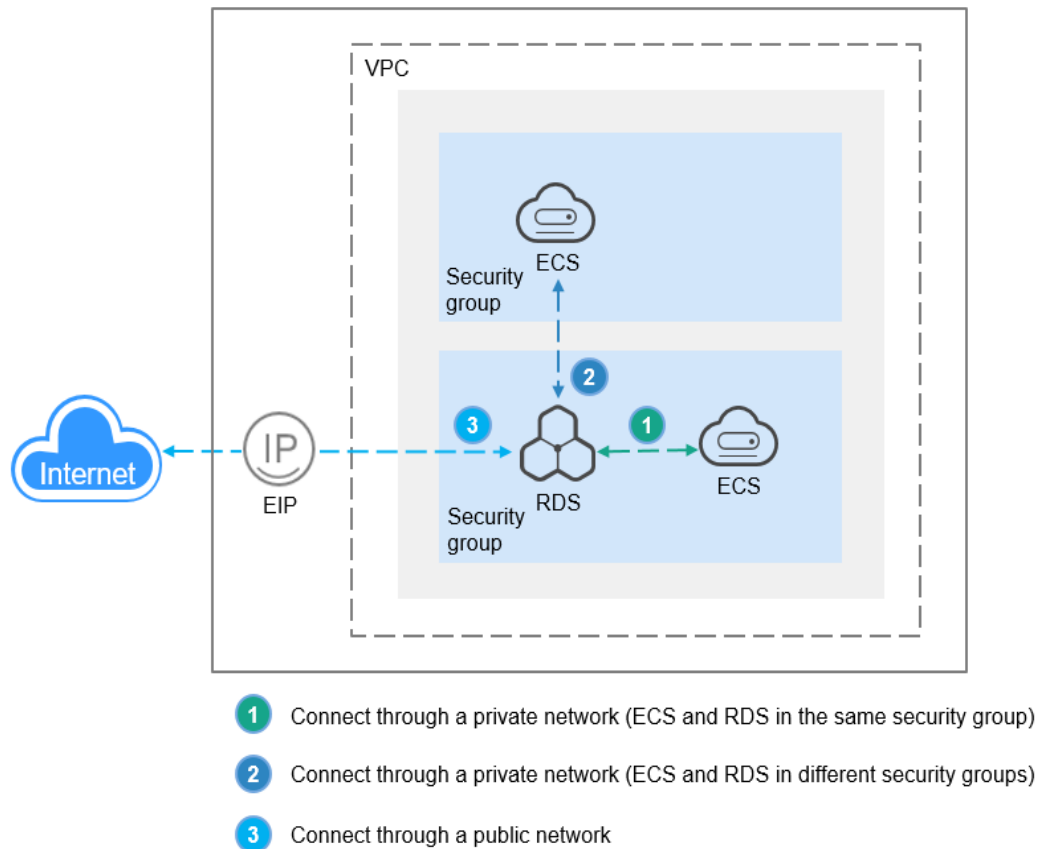 VPC
ECS
Security
group
2
3
1
Internet
IP
EIP
RDS
ECS
Security
group
1 Connect through a private network (ECS and RDS in the same security group)
2 Connect through a private network (ECS and RDS in different security groups)
3 Connect through a public network